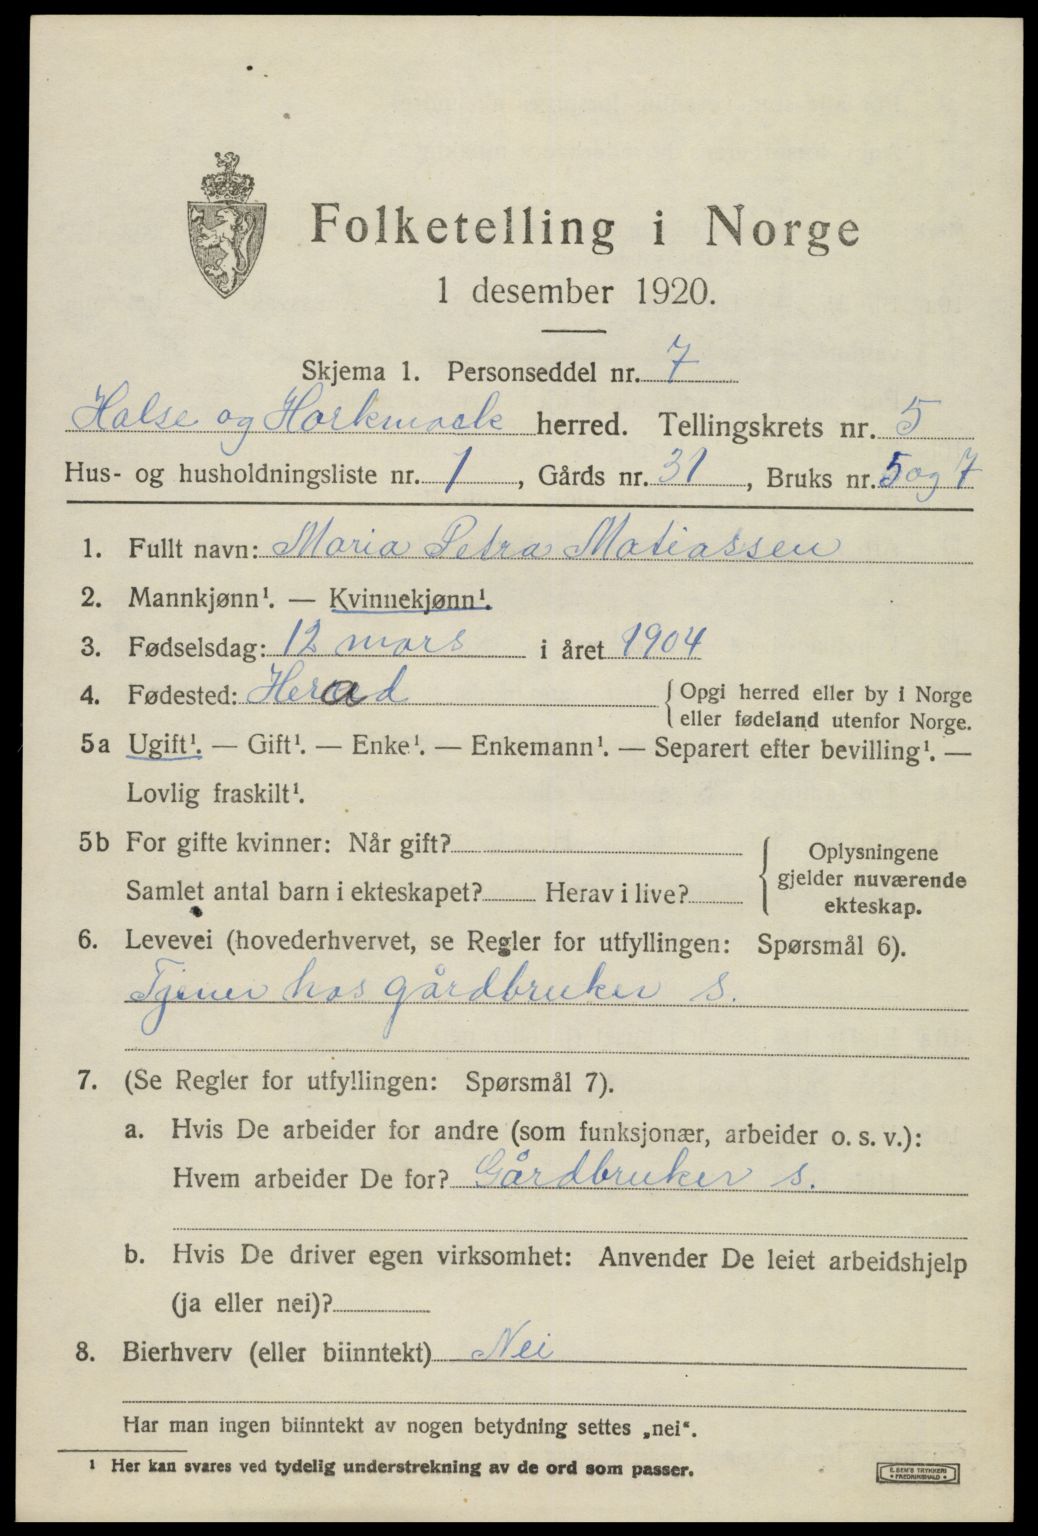 Folketelling i Norge
1 desember 1920.
Skjema 1. Personseddel nr. 7
Halse og Harkmark herred. Tellingskrets nr. 5
Hus- og husholdningsliste nr. 1, Gårds nr. 31, Bruks nr. 5 og 7
1. Fullt navn: Maria Petra Matiassen
2. Mannkjønn¹. — Kvinnekjønn¹.
3. Fødselsdag: 12 mars i året 1904
4. Fødested: Herad {Opgi herred eller by i Norge
eller fødeland utenfor Norge.
5a Ugift¹. — Gift¹. — Enke¹. — Enkemann¹. — Separert efter bevilling¹. —
Lovlig fraskilt¹.
5b For gifte kvinner: Når gift?
Samlet antal barn i ekteskapet? Herav i live?
Oplysningene
gjelder nuværende
ekteskap.
6. Levevei (hovederhvervet, se Regler for utfyllingen: Spørsmål 6).
Tjener hos gårdbruker s.
7. (Se Regler for utfyllingen: Spørsmål 7).
a. Hvis De arbeider for andre (som funksjonær, arbeider o. s. v.):
Hvem arbeider De for? Gårdbruker s.
b. Hvis De driver egen virksomhet: Anvender De leiet arbeidshjelp
(ja eller nei)?
8. Bierhverv (eller biinntekt) Nei
Har man ingen biinntekt av nogen betydning settes „nei“.
¹ Her kan svares ved tydelig understrekning av de ord som passer.
E. SEM'S TRYKKERI
FREDRIKSHALD